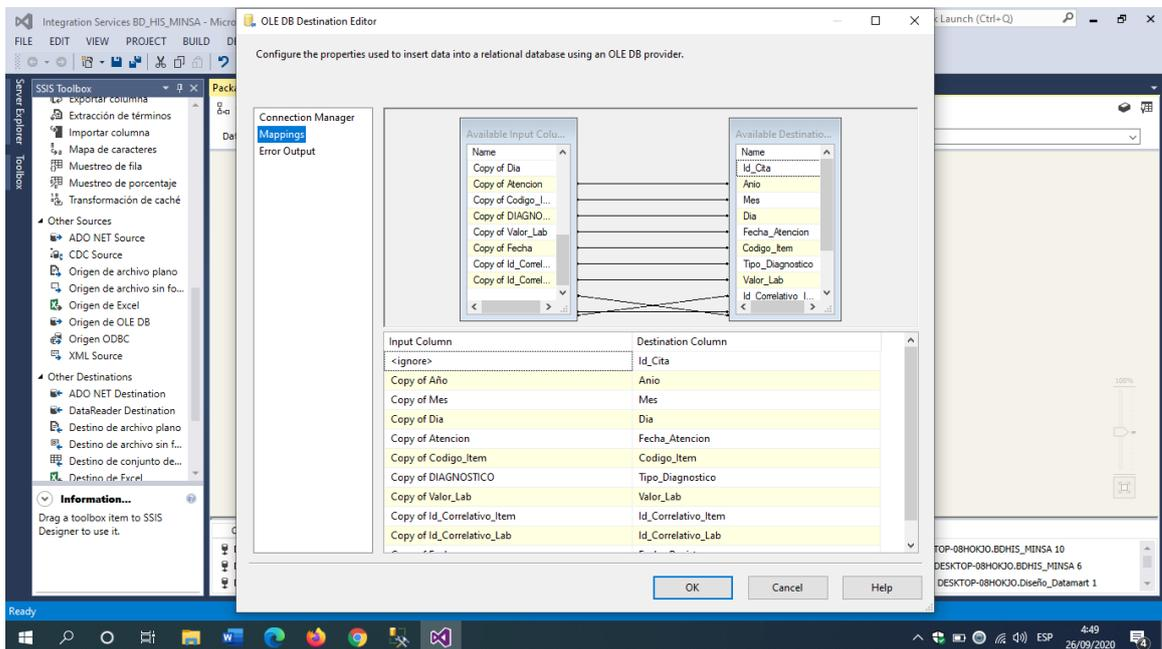 Integration Services BD_HIS_MINSA - Micro
OLE DB Destination Editor
Launch (Ctrl+Q)
FILE EDIT VIEW PROJECT BUILD
Configure the properties used to insert data into a relational database using an OLE DB provider.
Server Explorer
Toolbox
SSIS Toolbox
Exportar columna
Extracción de términos
Importar columna
Mapa de caracteres
Muestreo de fila
Muestreo de porcentaje
Transformación de caché
Other Sources
ADO NET Source
CDC Source
Origen de archivo plano
Origen de archivo sin fo...
Origen de Excel
Origen de OLE DB
Origen ODBC
XML Source
Other Destinations
ADO NET Destination
DataReader Destination
Destino de archivo plano
Destino de archivo sin f...
Destino de conjunto de...
Destino de Excel
Information...
Drag a toolbox item to SSIS
Designer to use it.
Connection Manager
Mappings
Error Output
Available Input Colu...
Name
Copy of Dia
Copy of Atencion
Copy of Codigo_I...
Copy of DIAGNO...
Copy of Valor_Lab
Copy of Fecha
Copy of Id_Correl...
Copy of Id_Correl...
Available Destinatio...
Name
Id_Cita
Anio
Mes
Dia
Fecha_Atencion
Codigo_Item
Tipo_Diagnostico
Valor_Lab
Id_Correlativo_I...
Input Column Destination Column
<ignore> Id_Cita
Copy of Año Anio
Copy of Mes Mes
Copy of Dia Dia
Copy of Atencion Fecha_Atencion
Copy of Codigo_Item Codigo_Item
Copy of DIAGNOSTICO Tipo_Diagnostico
Copy of Valor_Lab Valor_Lab
Copy of Id_Correlativo_Item Id_Correlativo_Item
Copy of Id_Correlativo_Lab Id_Correlativo_Lab
OK Cancel Help
100%
TOP-08HOKJO.BDHIS_MINSA 10
DESKTOP-08HOKJO.BDHIS_MINSA 6
DESKTOP-08HOKJO.Diseño_Datamart 1
Ready
ESP
4:49
26/09/2020
4